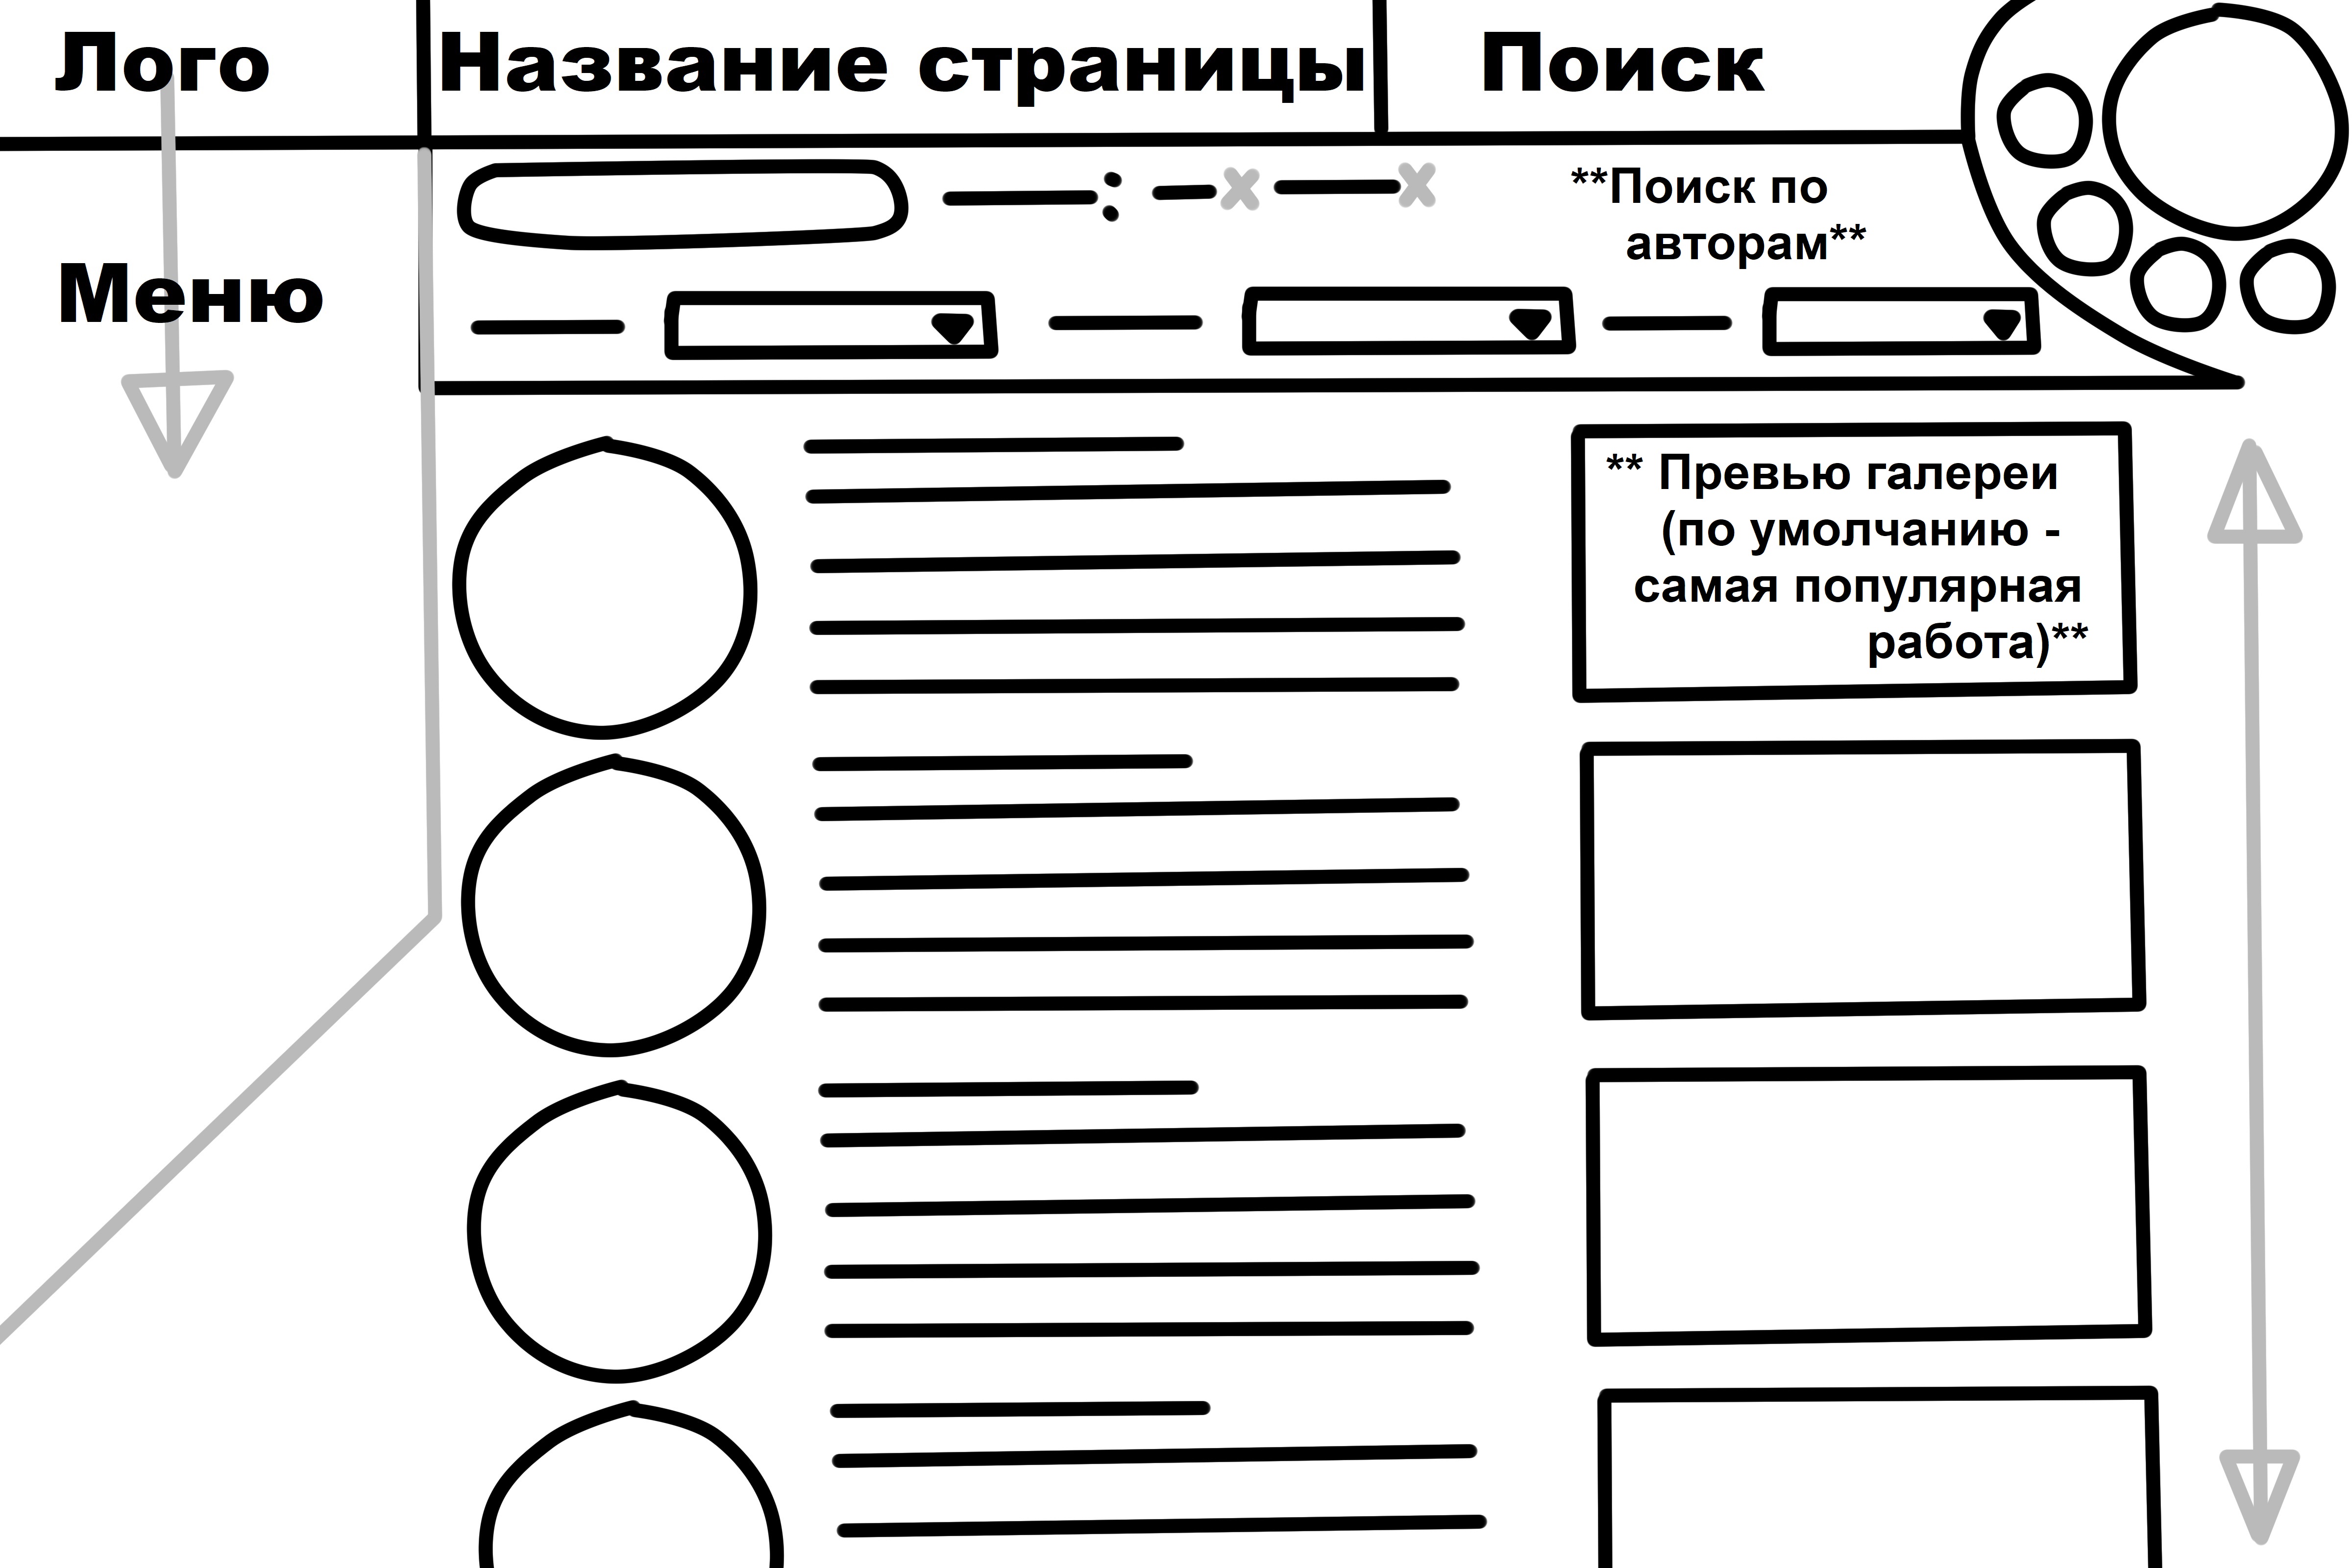 Лого
Название страницы
Поиск
**Поиск по
авторам**
Меню
** Превью галереи
(по умолчанию -
самая популярная
работа)**